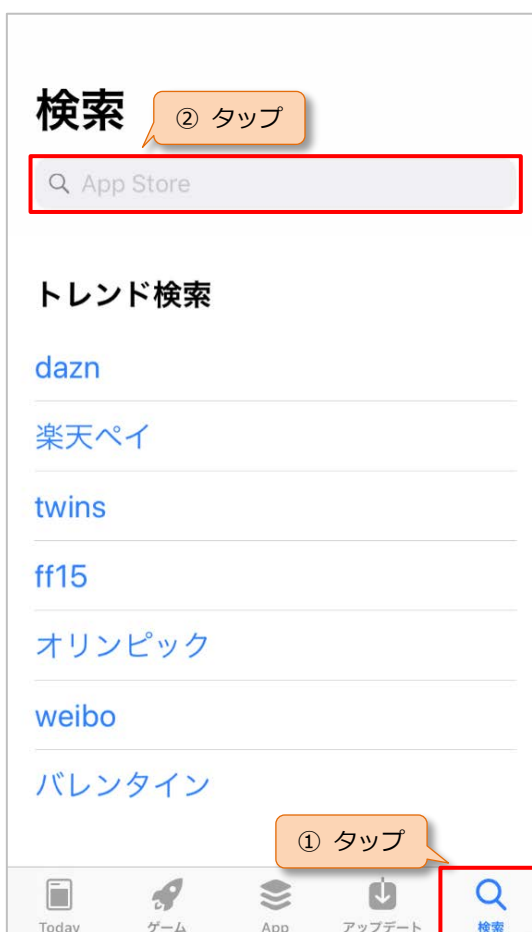 検索
② タップ
App Store
トレンド検索
dazn
楽天ペイ
twins
ff15
オリンピック
weibo
バレンタイン
① タップ
Today ゲーム App アップデート 検索